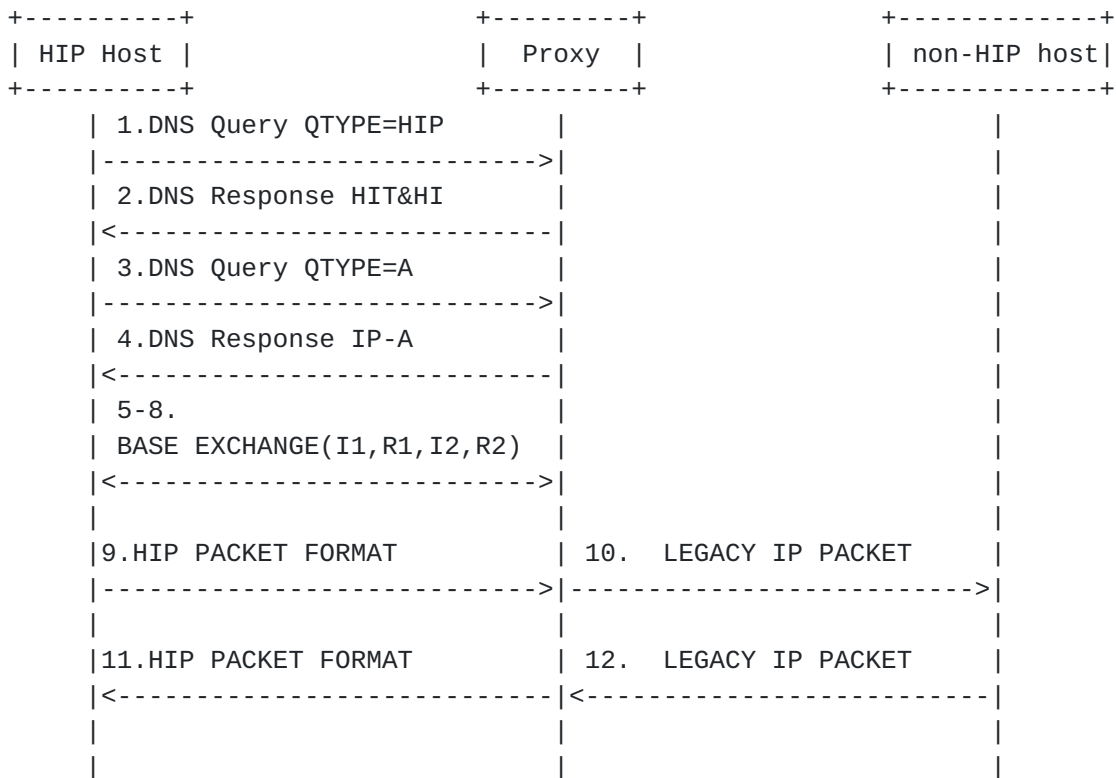 +----------+ +---------+ +-------------+
| HIP Host | | Proxy | | non-HIP host|
+----------+ +---------+ +-------------+
| 1.DNS Query QTYPE=HIP | |
|---------------------------->| |
| 2.DNS Response HIT&HI | |
|<----------------------------| |
| 3.DNS Query QTYPE=A | |
|---------------------------->| |
| 4.DNS Response IP-A | |
|<----------------------------| |
| 5-8. | |
| BASE EXCHANGE(I1,R1,I2,R2) | |
|<--------------------------->| |
| | |
|9.HIP PACKET FORMAT | 10. LEGACY IP PACKET |
|---------------------------->|-------------------------->|
| | |
|11.HIP PACKET FORMAT | 12. LEGACY IP PACKET |
|<----------------------------|<--------------------------|
| | |
| | |